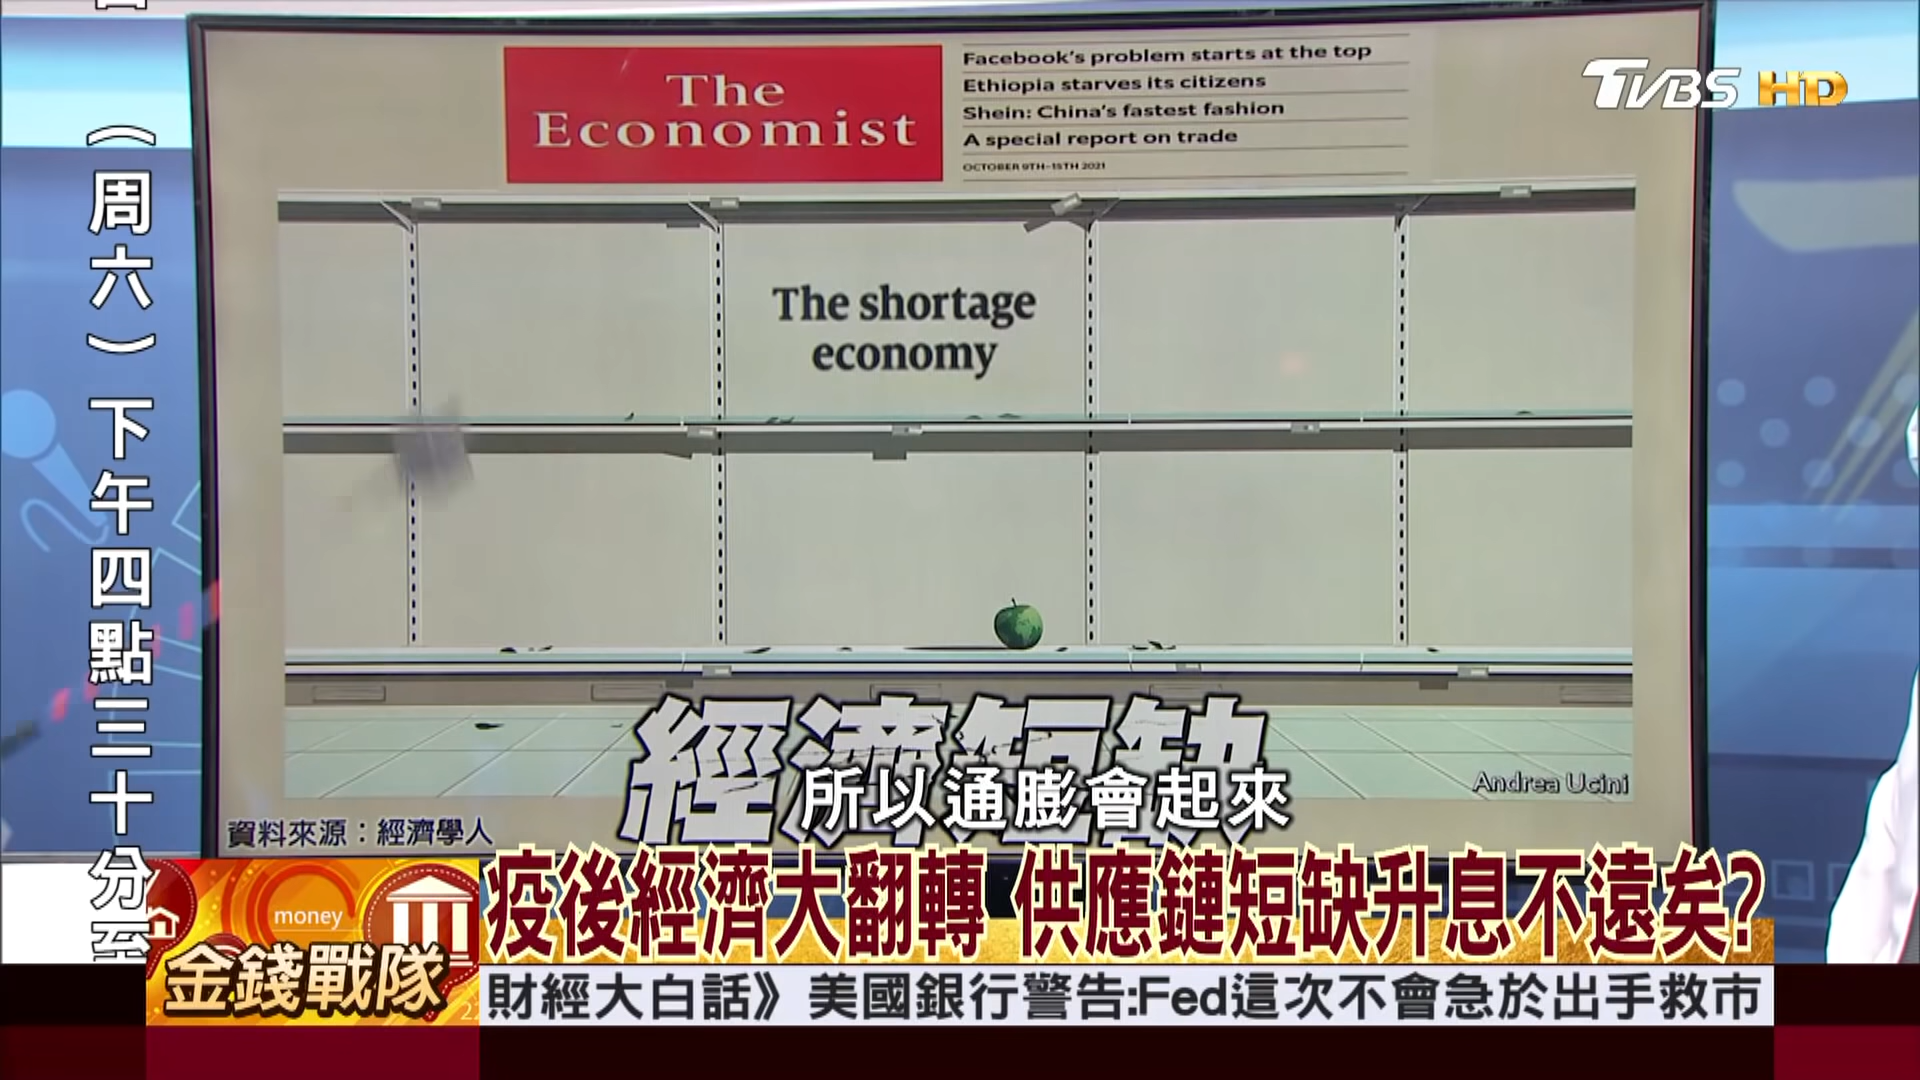 The
Economist
Facebook's problem starts at the top
Ethiopia starves its citizens
Shein: China's fastest fashion
A special report on trade
OCTOBER 9TH-15TH 2021
TVBS HD
（周六）下午四點三十分至
The shortage
economy
Andrea Ucini
經濟短缺
所以通膨會起來
資料來源：經濟學人
money
金錢戰隊
疫後經濟大翻轉 供應鏈短缺升息不遠矣?
財經大白話》美國銀行警告:Fed這次不會急於出手救市